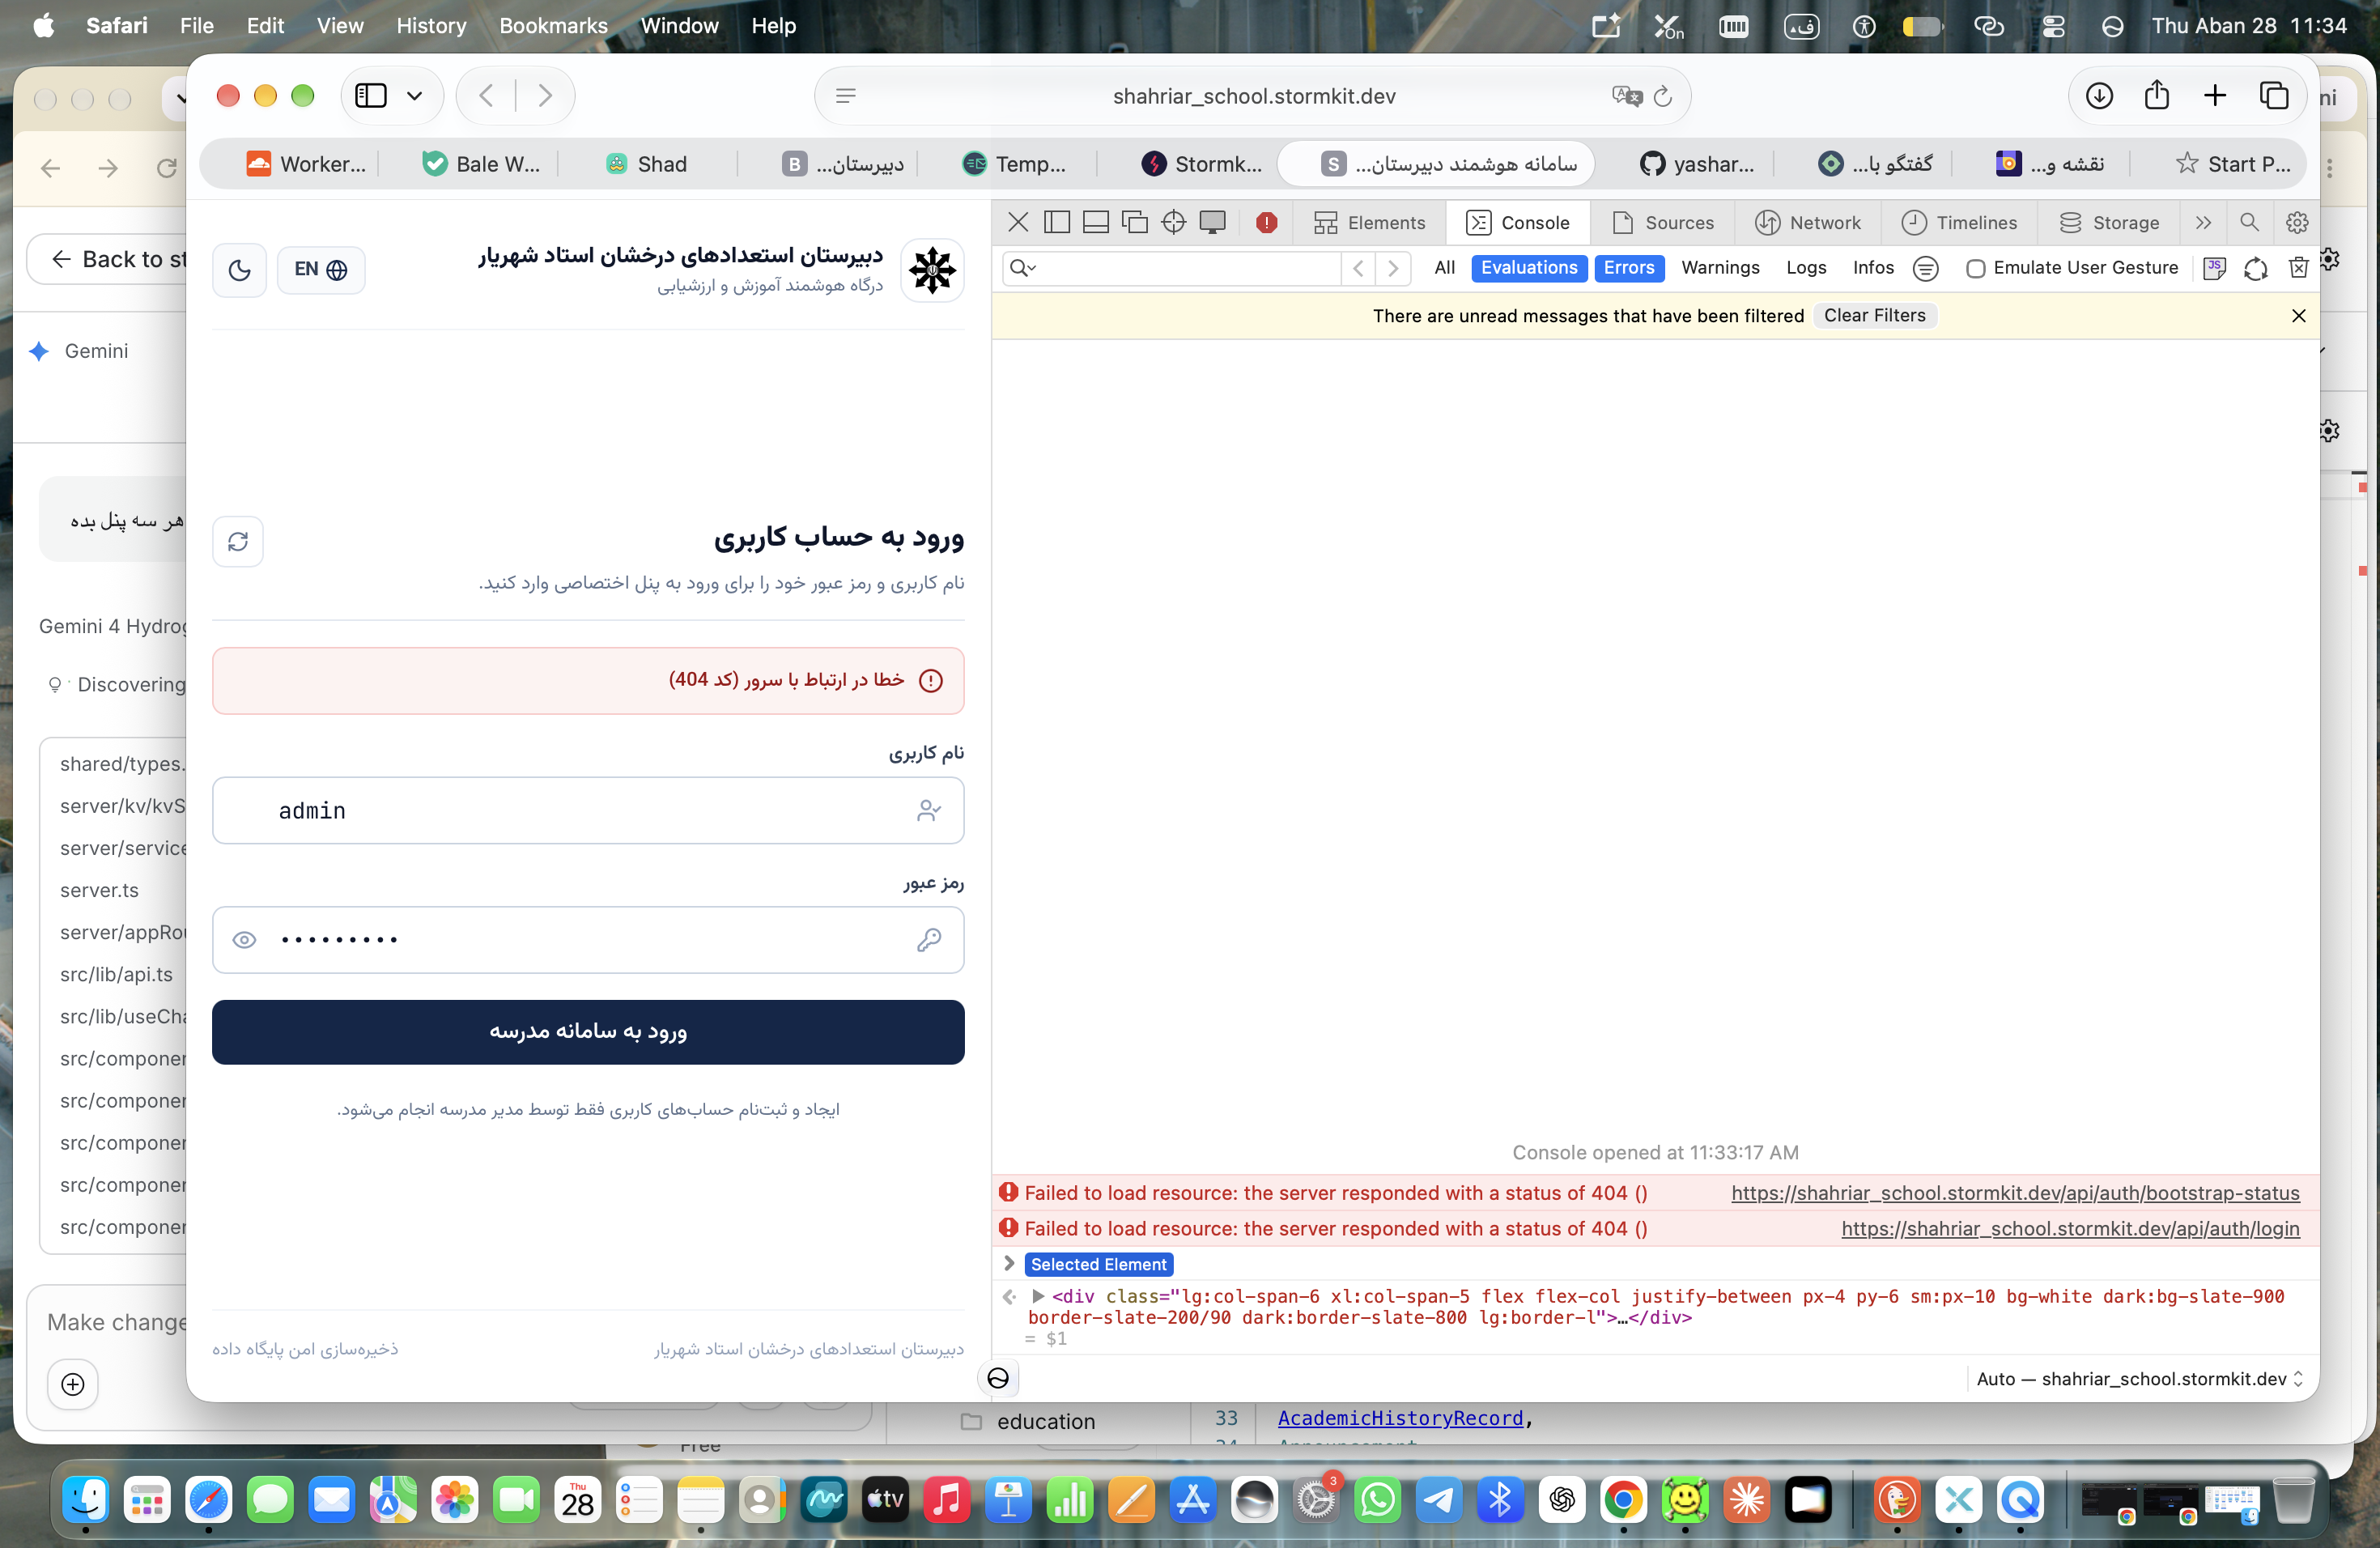 Safari File Edit View History Bookmarks Window Help
On
ف
Thu Aban 28 11:34
shahriar_school.stormkit.dev
Worker...
Bale W...
Shad
B دبیرستان...
Temp...
Stormk...
S سامانه هوشمند دبیرستان...
yashar...
گفتگو با...
نقشه و...
Start P...
ni
Back to st
Gemini
هر سه پنل بده
Gemini 4 Hydrog
Discovering
shared/types.
server/kv/kvS
server/service
server.ts
server/appRou
src/lib/api.ts
src/lib/useCha
src/componer
src/componer
src/componer
src/componer
src/componer
Make change
دبیرستان استعدادهای درخشان استاد شهریار
درگاه هوشمند آموزش و ارزشیابی
EN
ورود به حساب کاربری
نام کاربری و رمز عبور خود را برای ورود به پنل اختصاصی وارد کنید.
خطا در ارتباط با سرور (کد 404)
نام کاربری
admin
رمز عبور
•••••••••
ورود به سامانه مدرسه
ایجاد و ثبت‌نام حساب‌های کاربری فقط توسط مدیر مدرسه انجام می‌شود.
دبیرستان استعدادهای درخشان استاد شهریار
ذخیره‌سازی امن پایگاه داده
Elements Console Sources Network Timelines Storage
All Evaluations Errors Warnings Logs Infos Emulate User Gesture JS
There are unread messages that have been filtered Clear Filters
Console opened at 11:33:17 AM
Failed to load resource: the server responded with a status of 404 () https://shahriar_school.stormkit.dev/api/auth/bootstrap-status
Failed to load resource: the server responded with a status of 404 () https://shahriar_school.stormkit.dev/api/auth/login
Selected Element
<div class="lg:col-span-6 xl:col-span-5 flex flex-col justify-between px-4 py-6 sm:px-10 bg-white dark:bg-slate-900
border-slate-200/90 dark:border-slate-800 lg:border-l">…</div>
= $1
Auto — shahriar_school.stormkit.dev
education
33 AcademicHistoryRecord,
Free
Thu
28
tv
3